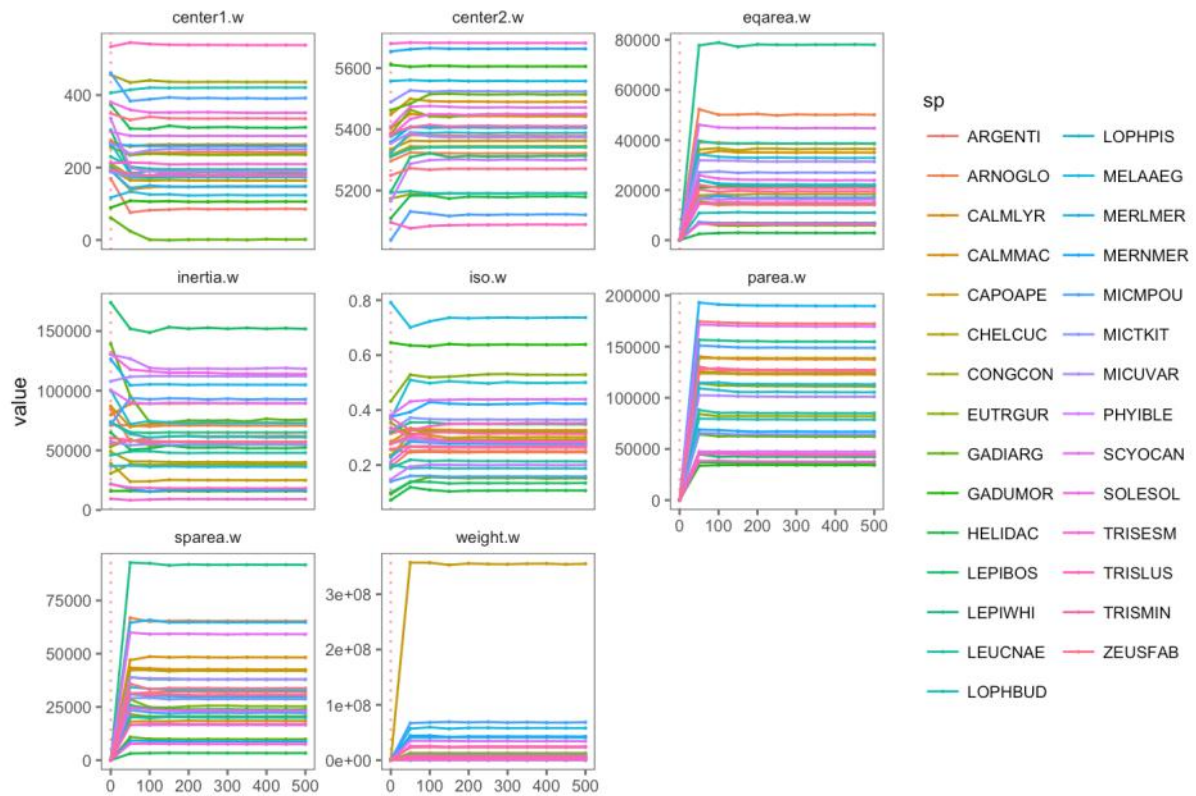 center1.w center2.w eqarea.w
400
200
0
5600
5400
5200
80000
60000
40000
20000
0
inertia.w iso.w parea.w
150000
100000
50000
0
0.8
0.6
0.4
0.2
200000
150000
100000
50000
0
0 100 200 300 400 500
value
sparea.w weight.w
75000
50000
25000
0
3e+08
2e+08
1e+08
0e+00
0 100 200 300 400 500
0 100 200 300 400 500
sp
ARGENTI
ARNOGLO
CALMLYR
CALMMAC
CAPOAPE
CHELCUC
CONGCON
EUTRGUR
GADIARG
GADUMOR
HELIDAC
LEPIBOS
LEPIWHI
LEUCNAE
LOPHBUD
LOPHPIS
MELAAEG
MERLMER
MERNMER
MICMPOU
MICTKIT
MICUVAR
PHYIBLE
SCYOCAN
SOLESOL
TRISESM
TRISLUS
TRISMIN
ZEUSFAB